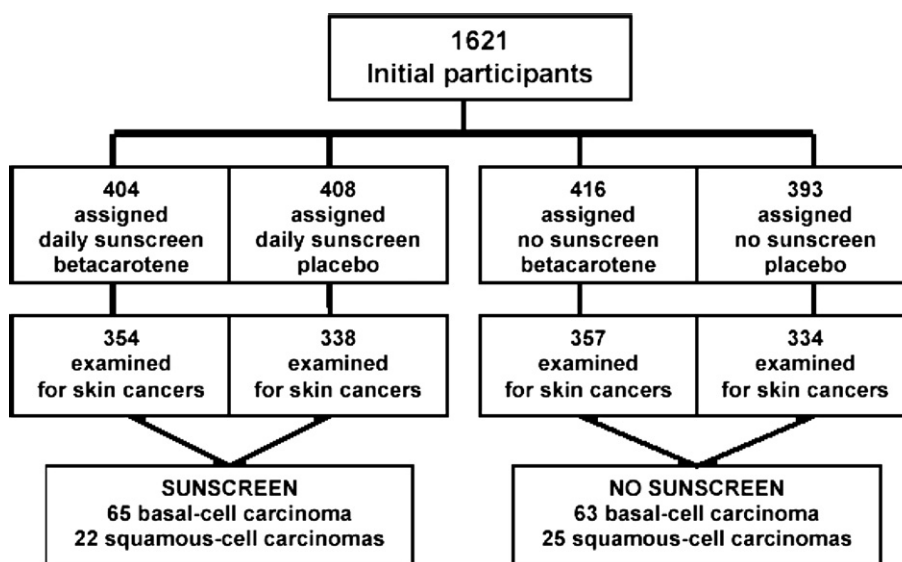 1621
Initial participants
404
assigned
daily sunscreen
betacarotene
408
assigned
daily sunscreen
placebo
416
assigned
no sunscreen
betacarotene
393
assigned
no sunscreen
placebo
354
examined
for skin cancers
338
examined
for skin cancers
357
examined
for skin cancers
334
examined
for skin cancers
SUNSCREEN
65 basal-cell carcinoma
22 squamous-cell carcinomas
NO SUNSCREEN
63 basal-cell carcinoma
25 squamous-cell carcinomas